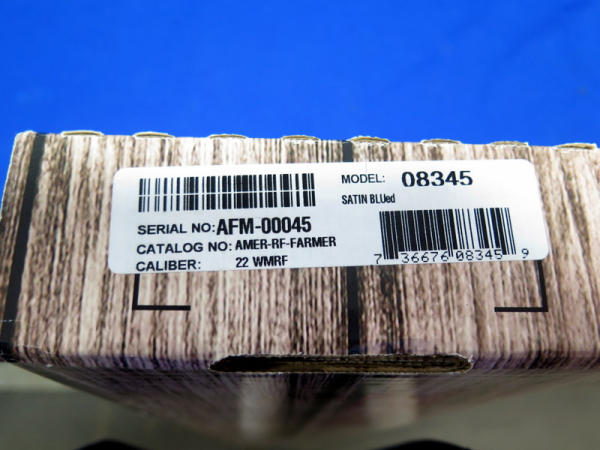 MODEL: 08345
SATIN BLUed
SERIAL NO: AFM-00045
CATALOG NO: AMER-RF-FARMER
CALIBER: 22 WMRF
7 36676 08345 9